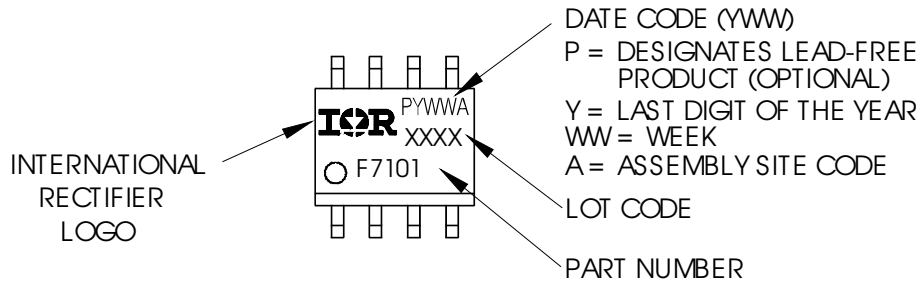 DATE CODE (YWW)
P = DESIGNATES LEAD-FREE
PRODUCT (OPTIONAL)
Y = LAST DIGIT OF THE YEAR
WW = WEEK
A = ASSEMBLY SITE CODE
LOT CODE
PART NUMBER
INTERNATIONAL
RECTIFIER
LOGO
PYWWA
IOR
XXXX
F7101